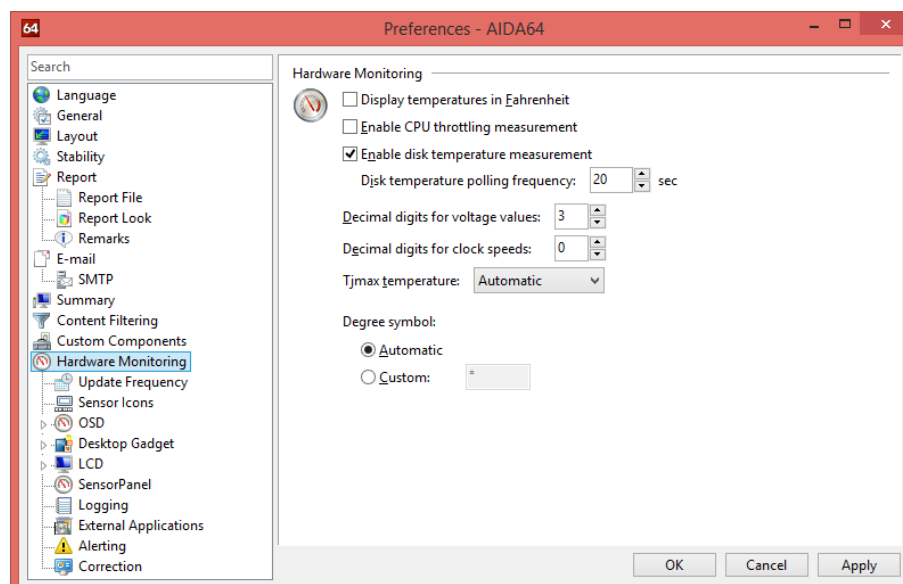 64
Preferences - AIDA64
Search
Language
General
Layout
Stability
Report
Report File
Report Look
Remarks
E-mail
SMTP
Summary
Content Filtering
Custom Components
Hardware Monitoring
Update Frequency
Sensor Icons
OSD
Desktop Gadget
LCD
SensorPanel
Logging
External Applications
Alerting
Correction
Hardware Monitoring
Display temperatures in Fahrenheit
Enable CPU throttling measurement
Enable disk temperature measurement
Disk temperature polling frequency: 20 sec
Decimal digits for voltage values: 3
Decimal digits for clock speeds: 0
Tjmax temperature: Automatic
Degree symbol:
Automatic
Custom: °
OK Cancel Apply